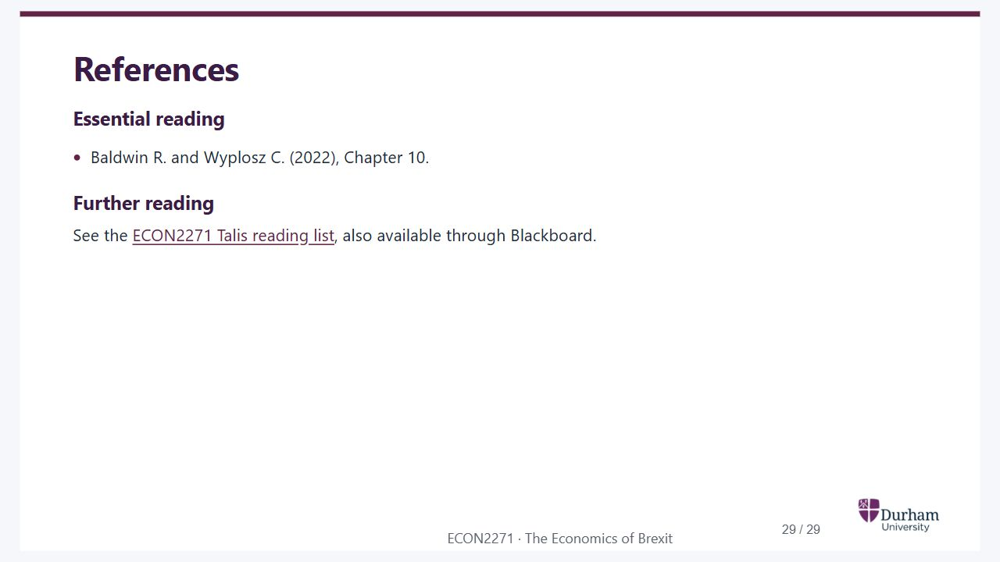 References
Essential reading
• Baldwin R. and Wyplosz C. (2022), Chapter 10.
Further reading
See the ECON2271 Talis reading list, also available through Blackboard.
ECON2271 · The Economics of Brexit
29 / 29
Durham
University